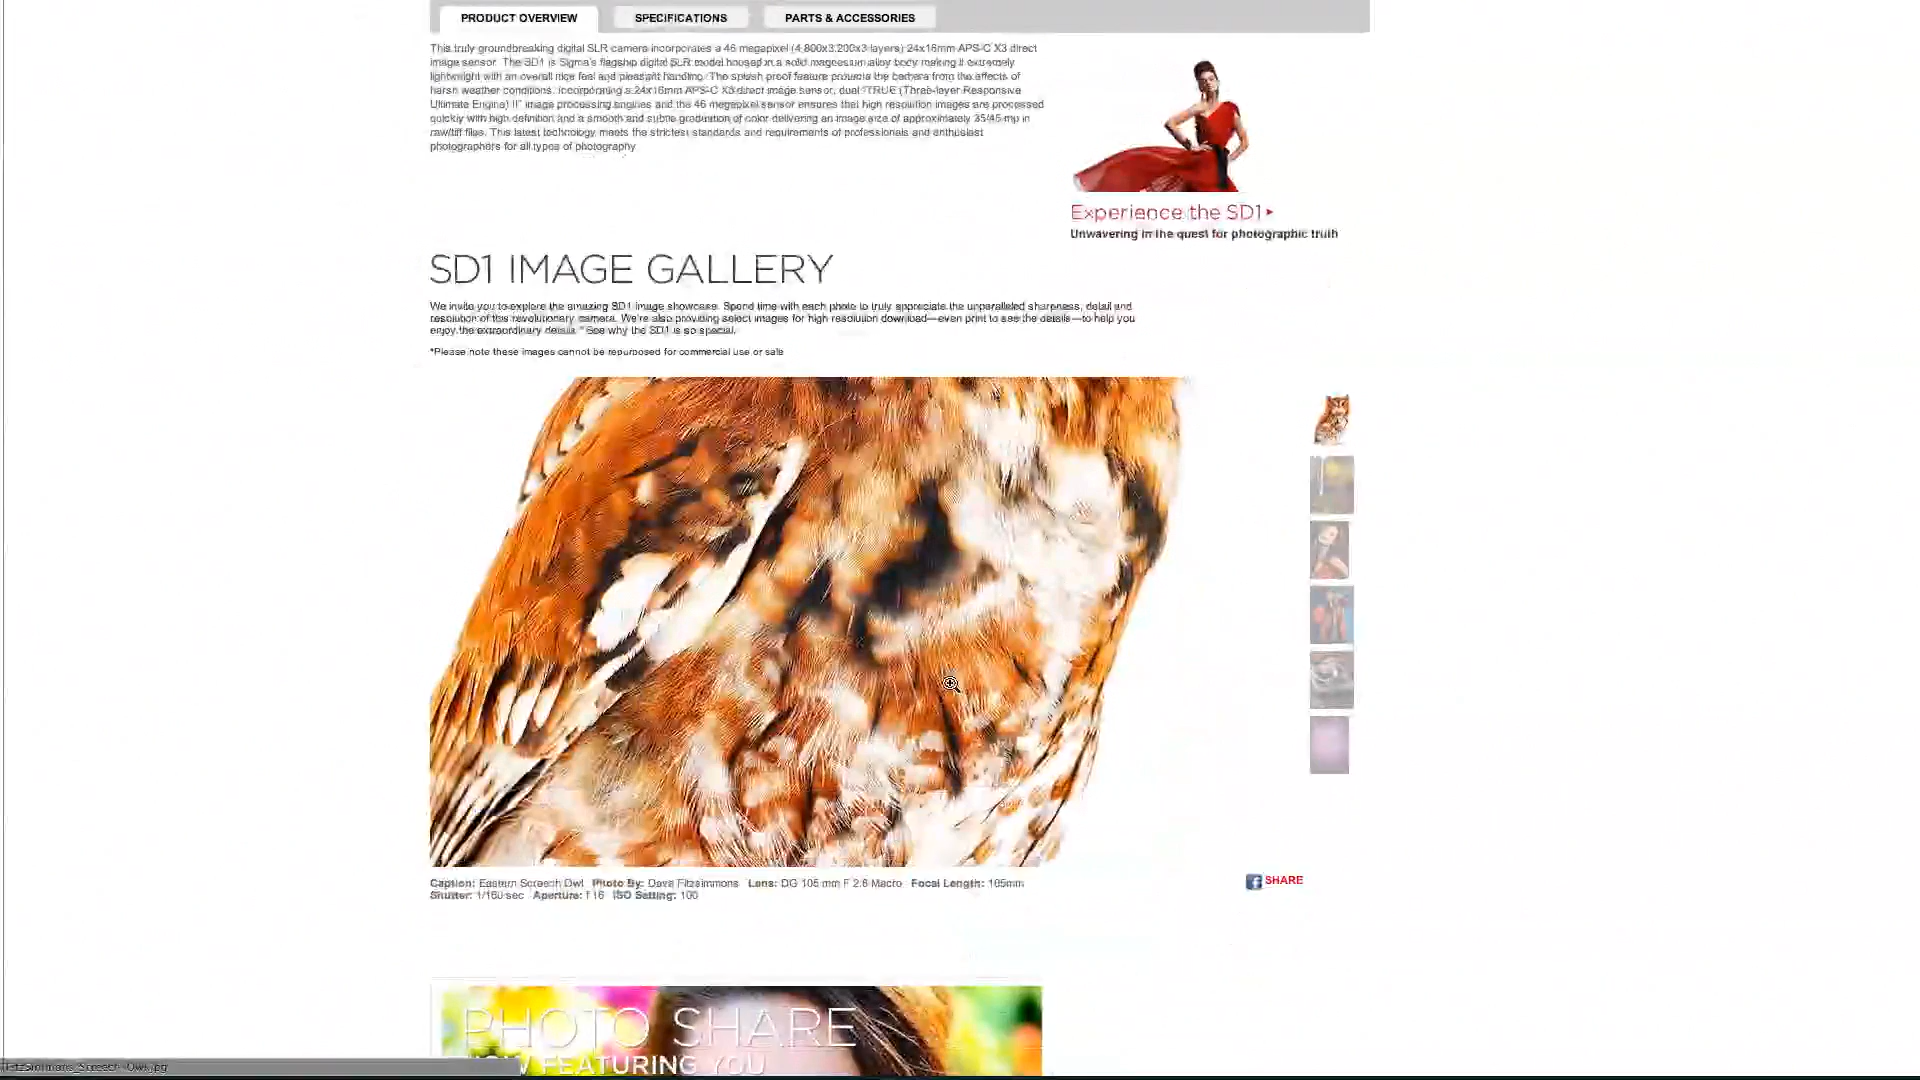 PRODUCT OVERVIEW
SPECIFICATIONS
PARTS & ACCESSORIES
This truly groundbreaking digital SLR camera incorporates a 46 megapixel (4,800x3,200x3 layers) 24x16mm APS-C X3 direct
image sensor. The SD1 is Sigma's flagship digital SLR model housed in a solid magnesium alloy body making it extremely
lightweight with an overall nice feel and pleasant handling. The splash proof feature protects the camera from the effects of
harsh weather conditions. Incorporating a 24x16mm APS-C X3 direct image sensor, dual "TRUE (Three-layer Responsive
Ultimate Engine) II" image processing engines and the 46 megapixel sensor ensures that high resolution images are processed
quickly with high definition and a smooth and subtle graduation of color delivering an image size of approximately 35/45 mp in
raw/tiff files. This latest technology meets the strictest standards and requirements of professionals and enthusiast
photographers for all types of photography
Experience the SD1
Unwavering in the quest for photographic truth
SD1 IMAGE GALLERY
We invite you to explore the amazing SD1 image showcase. Spend time with each photo to truly appreciate the unparalleled sharpness, detail and
resolution of this revolutionary camera. We're also providing select images for high resolution download—even print to see the details—to help you
enjoy the extraordinary details.* See why the SD1 is so special.
*Please note these images cannot be repurposed for commercial use or sale
Caption: Eastern Screech Owl Photo By: Dave Fitzsimmons Lens: DG 105 mm F 2.8 Macro Focal Length: 105mm
Shutter: 1/160 sec Aperture: f 16 ISO Setting: 100
SHARE
PHOTO SHARE
NOW FEATURING YOU